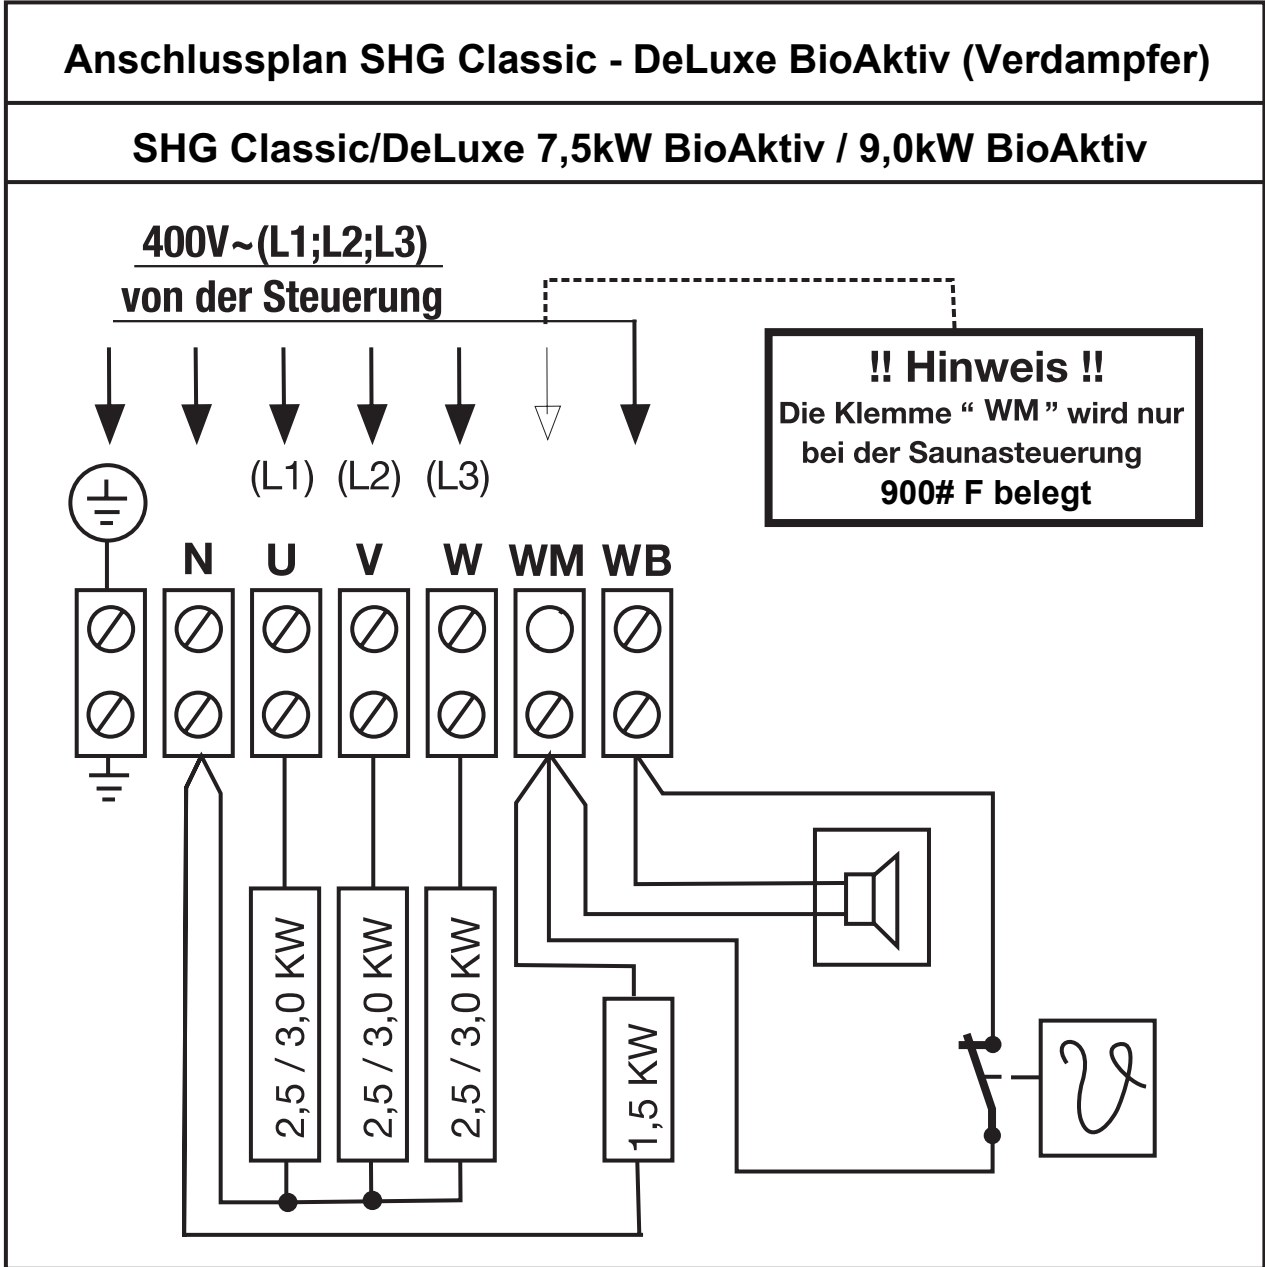 Anschlussplan SHG Classic - DeLuxe BioAktiv (Verdampfer)
SHG Classic/DeLuxe 7,5kW BioAktiv / 9,0kW BioAktiv
400V~(L1;L2;L3)
von der Steuerung
!! Hinweis !!
Die Klemme “ WM ” wird nur
bei der Saunasteuerung
900# F belegt
(L1) (L2) (L3)
N U V W WM WB
2,5 / 3,0 KW
2,5 / 3,0 KW
2,5 / 3,0 KW
1,5 KW
ϑ